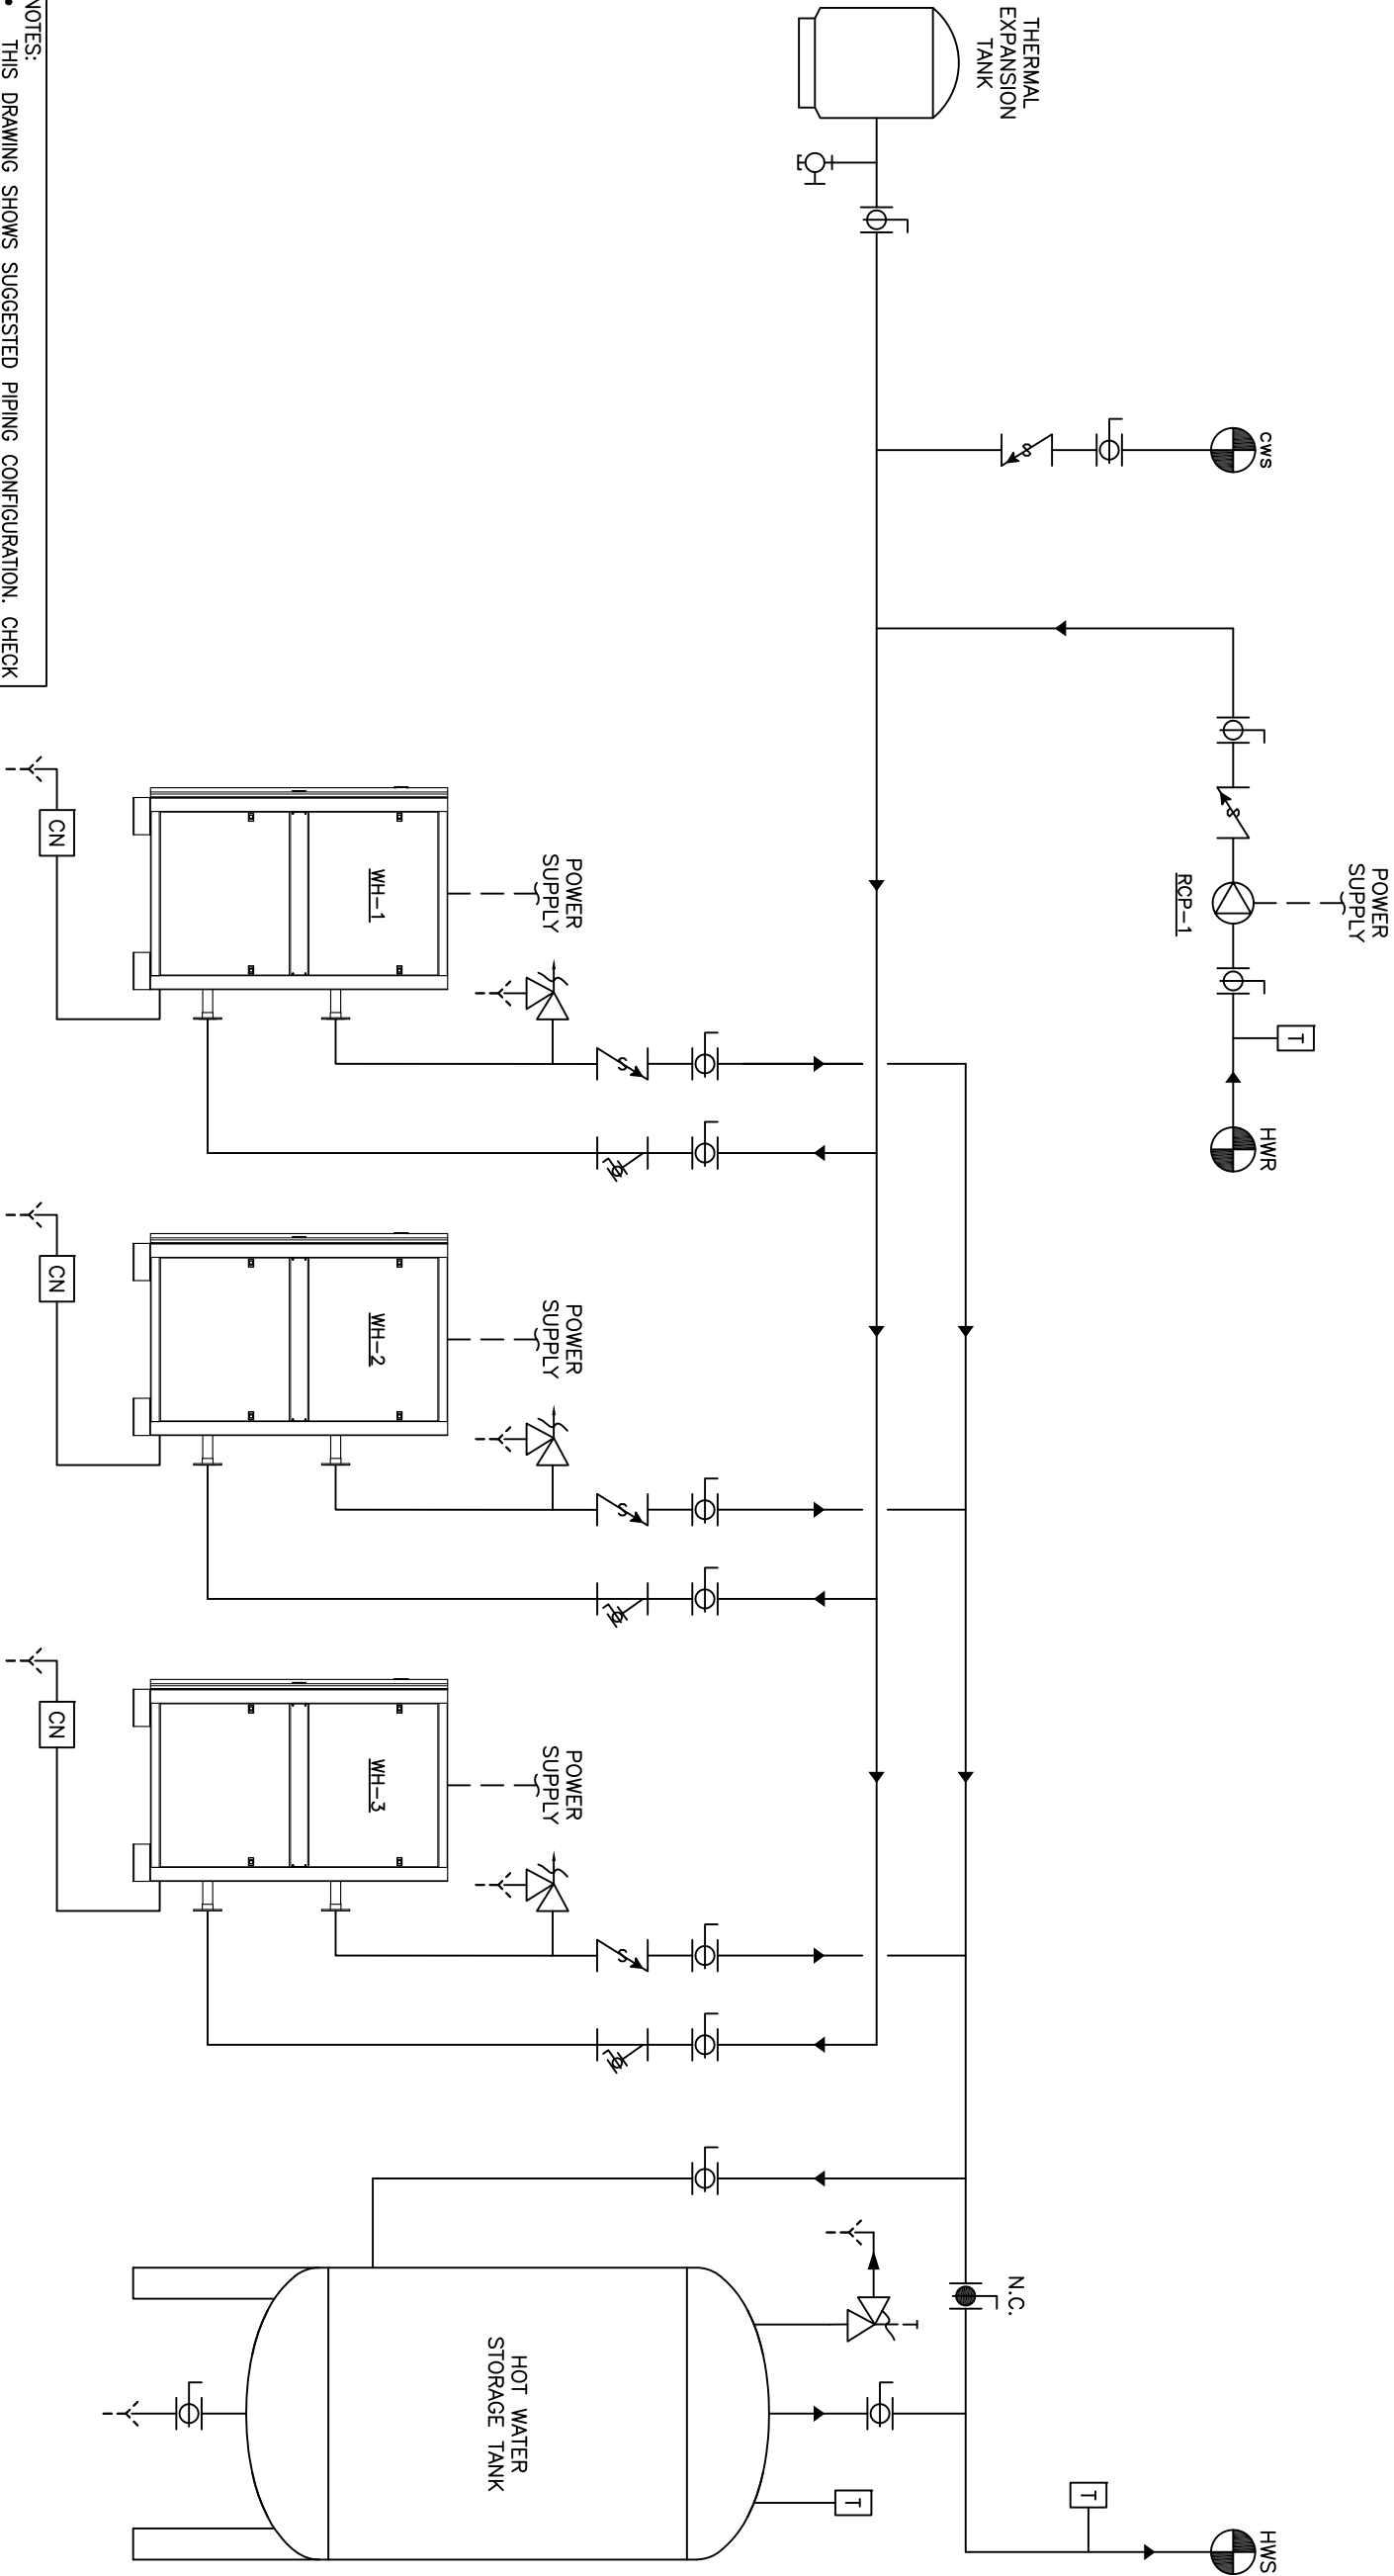 THERMAL
EXPANSION
TANK
CWS
POWER
SUPPLY
RCP-1
T
HWR
POWER
SUPPLY
WH-1
CN
POWER
SUPPLY
WH-2
CN
POWER
SUPPLY
WH-3
CN
N.C.
HOT WATER
STORAGE TANK
T
T
HWS
S
S
S
S
S
NOTES:
• THIS DRAWING SHOWS SUGGESTED PIPING CONFIGURATION. CHECK